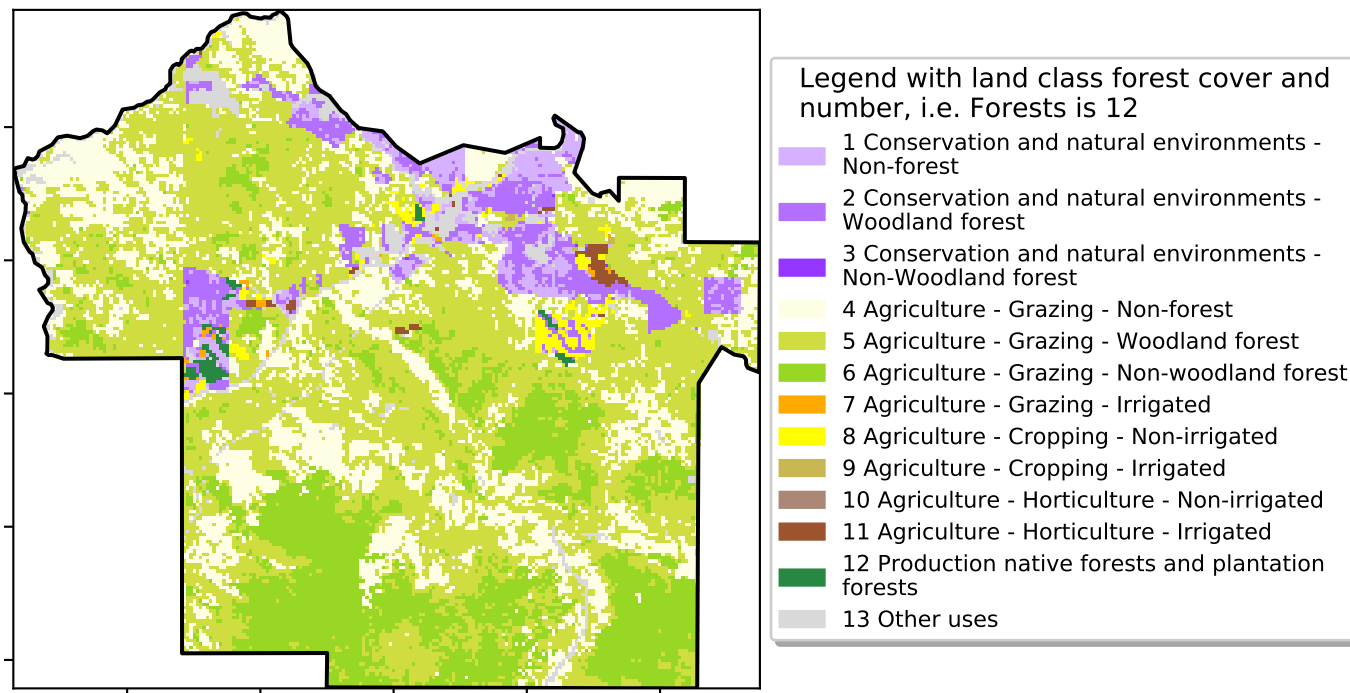 Legend with land class forest cover and
number, i.e. Forests is 12
1 Conservation and natural environments -
Non-forest
2 Conservation and natural environments -
Woodland forest
3 Conservation and natural environments -
Non-Woodland forest
4 Agriculture - Grazing - Non-forest
5 Agriculture - Grazing - Woodland forest
6 Agriculture - Grazing - Non-woodland forest
7 Agriculture - Grazing - Irrigated
8 Agriculture - Cropping - Non-irrigated
9 Agriculture - Cropping - Irrigated
10 Agriculture - Horticulture - Non-irrigated
11 Agriculture - Horticulture - Irrigated
12 Production native forests and plantation
forests
13 Other uses